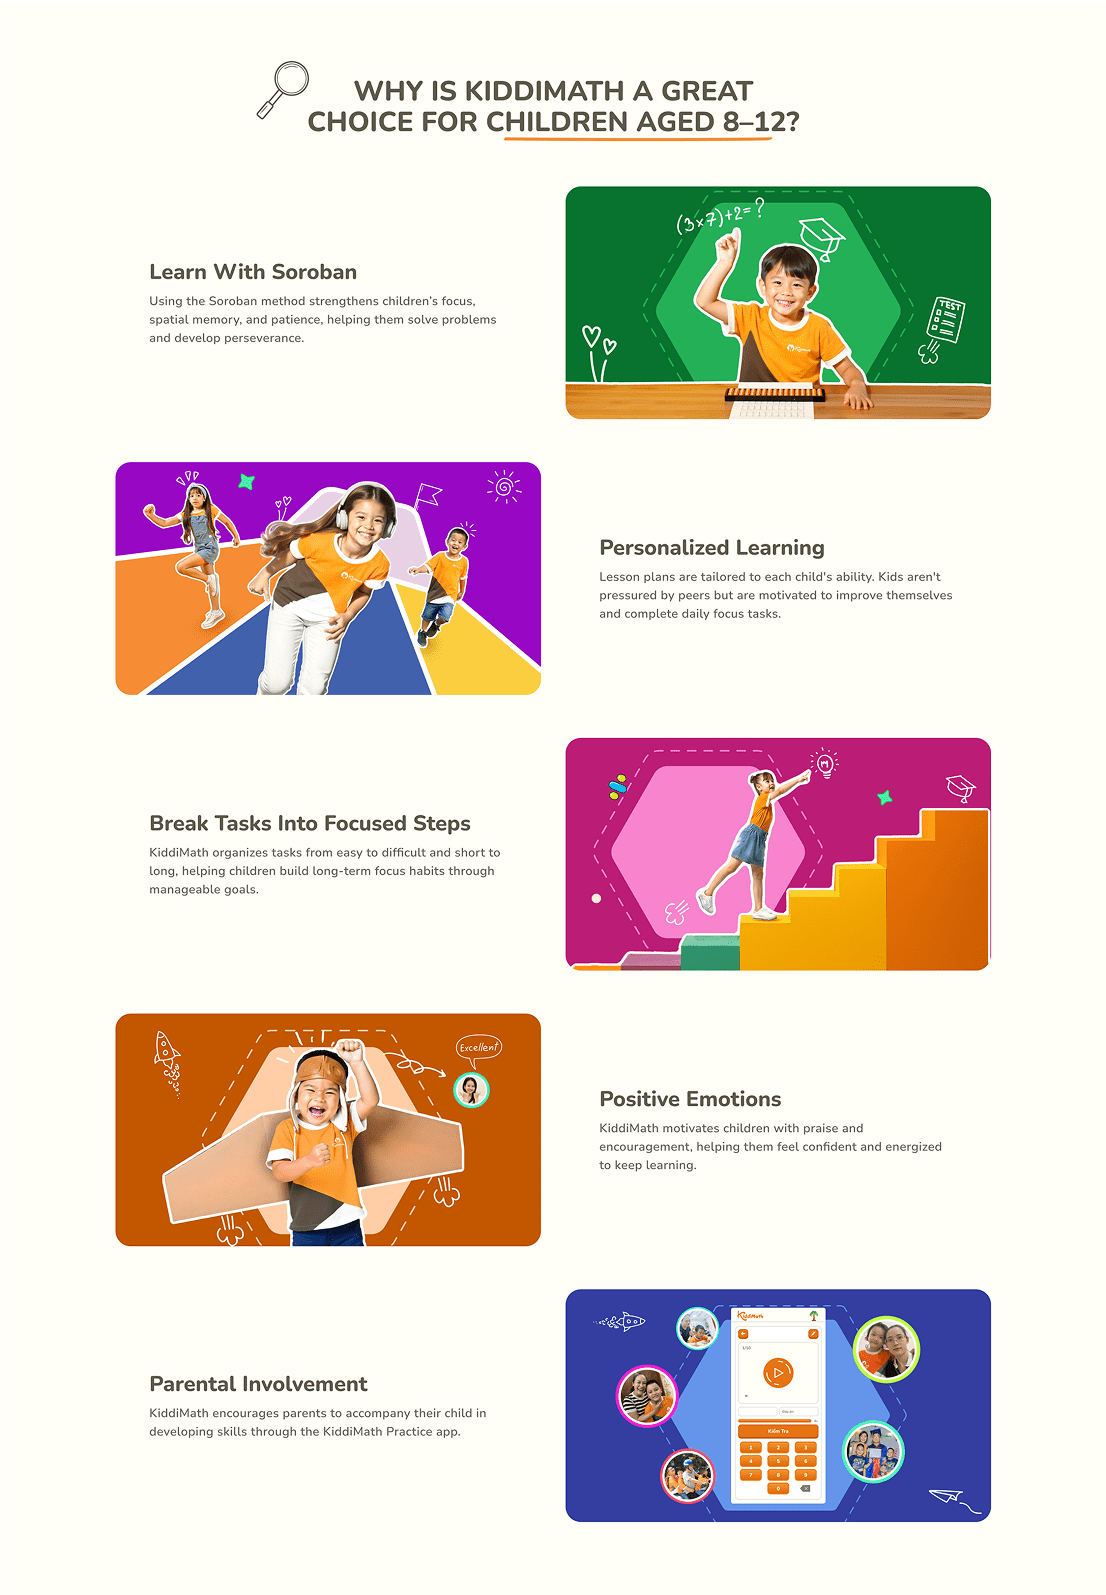 WHY IS KIDDIMATH A GREAT
CHOICE FOR CHILDREN AGED 8–12?
(3×7)+2=?
TEST
Learn With Soroban
Using the Soroban method strengthens children's focus,
spatial memory, and patience, helping them solve problems
and develop perseverance.
Personalized Learning
Lesson plans are tailored to each child's ability. Kids aren't
pressured by peers but are motivated to improve themselves
and complete daily focus tasks.
Break Tasks Into Focused Steps
KiddiMath organizes tasks from easy to difficult and short to
long, helping children build long-term focus habits through
manageable goals.
Excellent
Positive Emotions
KiddiMath motivates children with praise and
encouragement, helping them feel confident and energized
to keep learning.
Parental Involvement
KiddiMath encourages parents to accompany their child in
developing skills through the KiddiMath Practice app.
KiddiMath
1/10
Kiểm Tra
1 2 3
4 5 6
7 8 9
0